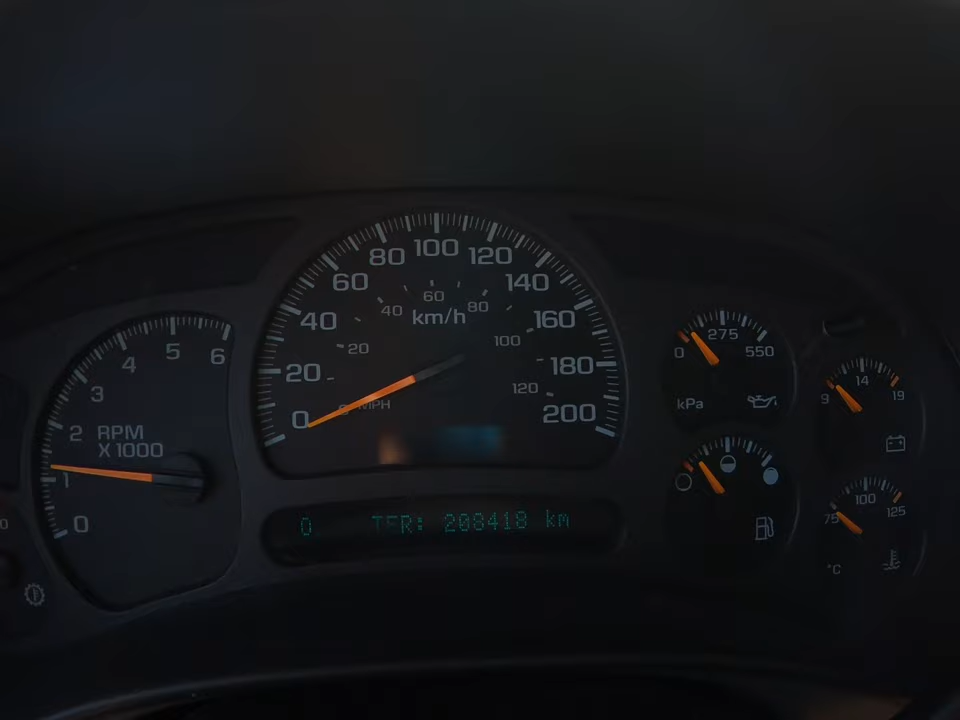 0 1 2 3 4 5 6
RPM
X 1000
0 20 40 60 80 100 120 140 160 180 200
km/h
20 40 60 80 100 120
MPH
0 275 550
kPa
9 14 19
75 100 125
°C
0 208418 km